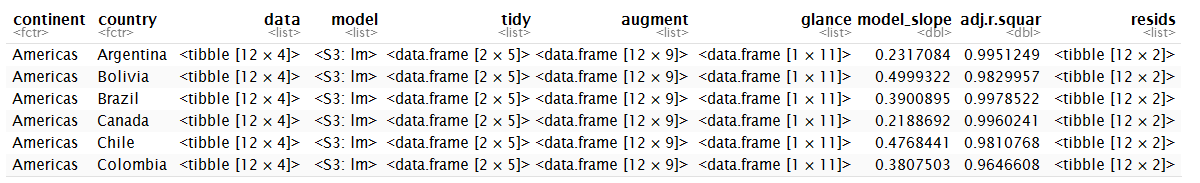 continent country data model tidy augment glance model_slope adj.r.squar resids
<fctr> <fctr> <list> <list> <list> <list> <list> <dbl> <dbl> <list>
Americas Argentina <tibble [12 × 4]> <S3: lm> <data.frame [2 × 5]> <data.frame [12 × 9]> <data.frame [1 × 11]> 0.2317084 0.9951249 <tibble [12 × 2]>
Americas Bolivia <tibble [12 × 4]> <S3: lm> <data.frame [2 × 5]> <data.frame [12 × 9]> <data.frame [1 × 11]> 0.4999322 0.9829957 <tibble [12 × 2]>
Americas Brazil <tibble [12 × 4]> <S3: lm> <data.frame [2 × 5]> <data.frame [12 × 9]> <data.frame [1 × 11]> 0.3900895 0.9978522 <tibble [12 × 2]>
Americas Canada <tibble [12 × 4]> <S3: lm> <data.frame [2 × 5]> <data.frame [12 × 9]> <data.frame [1 × 11]> 0.2188692 0.9960241 <tibble [12 × 2]>
Americas Chile <tibble [12 × 4]> <S3: lm> <data.frame [2 × 5]> <data.frame [12 × 9]> <data.frame [1 × 11]> 0.4768441 0.9810768 <tibble [12 × 2]>
Americas Colombia <tibble [12 × 4]> <S3: lm> <data.frame [2 × 5]> <data.frame [12 × 9]> <data.frame [1 × 11]> 0.3807503 0.9646608 <tibble [12 × 2]>